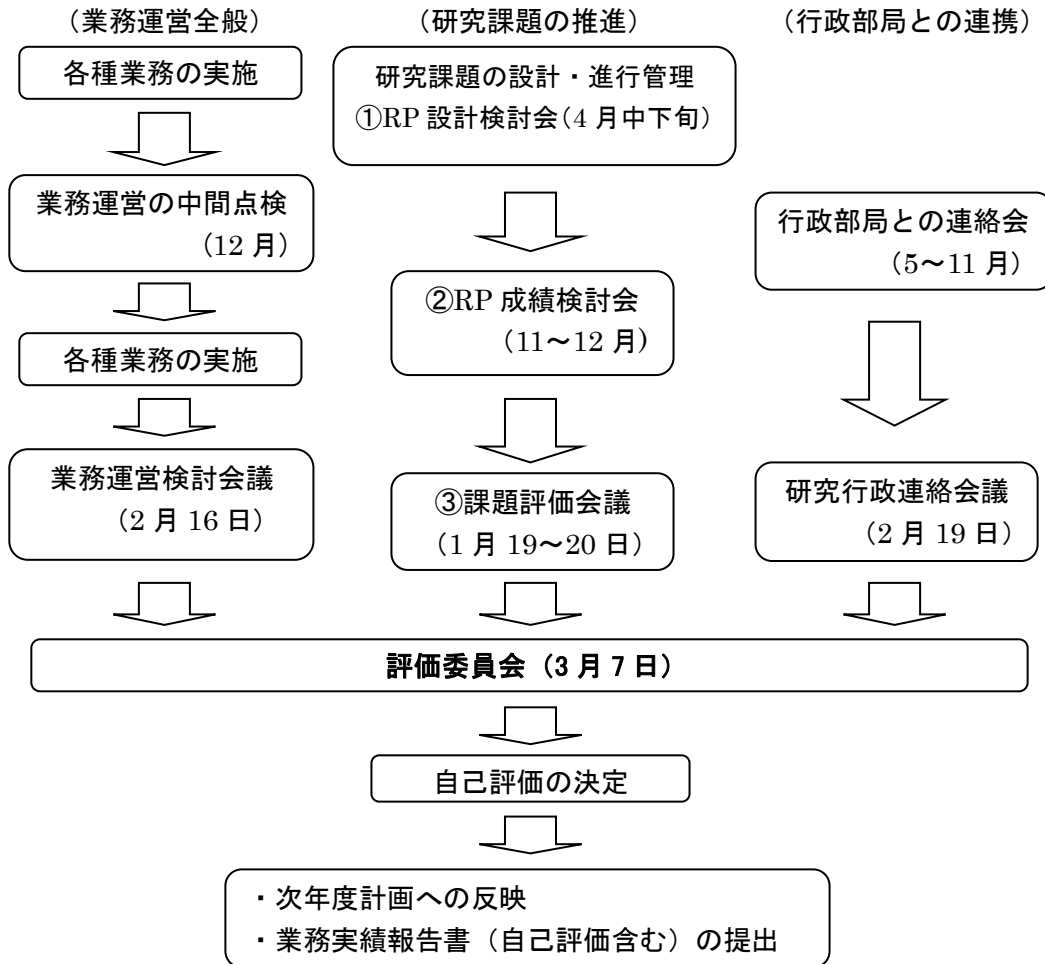 （業務運営全般）
各種業務の実施
業務運営の中間点検
（12 月）
各種業務の実施
業務運営検討会議
（2 月 16 日）
（研究課題の推進）
研究課題の設計・進行管理
①RP 設計検討会（4 月中下旬）
②RP 成績検討会
（11～12 月）
③課題評価会議
（1 月 19～20 日）
（行政部局との連携）
行政部局との連絡会
（5～11 月）
研究行政連絡会議
（2 月 19 日）
評価委員会（3 月 7 日）
自己評価の決定
・次年度計画への反映
・業務実績報告書（自己評価含む）の提出